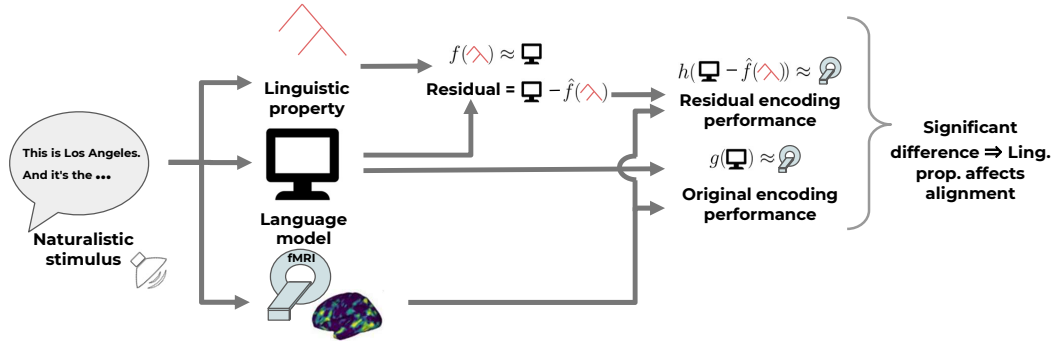 This is Los Angeles.
And it's the ...
Naturalistic
stimulus
Linguistic
property
Language
model
fMRI
f( ) ≈
Residual = − f̂( )
h( − f̂( )) ≈
Residual encoding
performance
g( ) ≈
Original encoding
performance
Significant
difference ⇒ Ling.
prop. affects
alignment